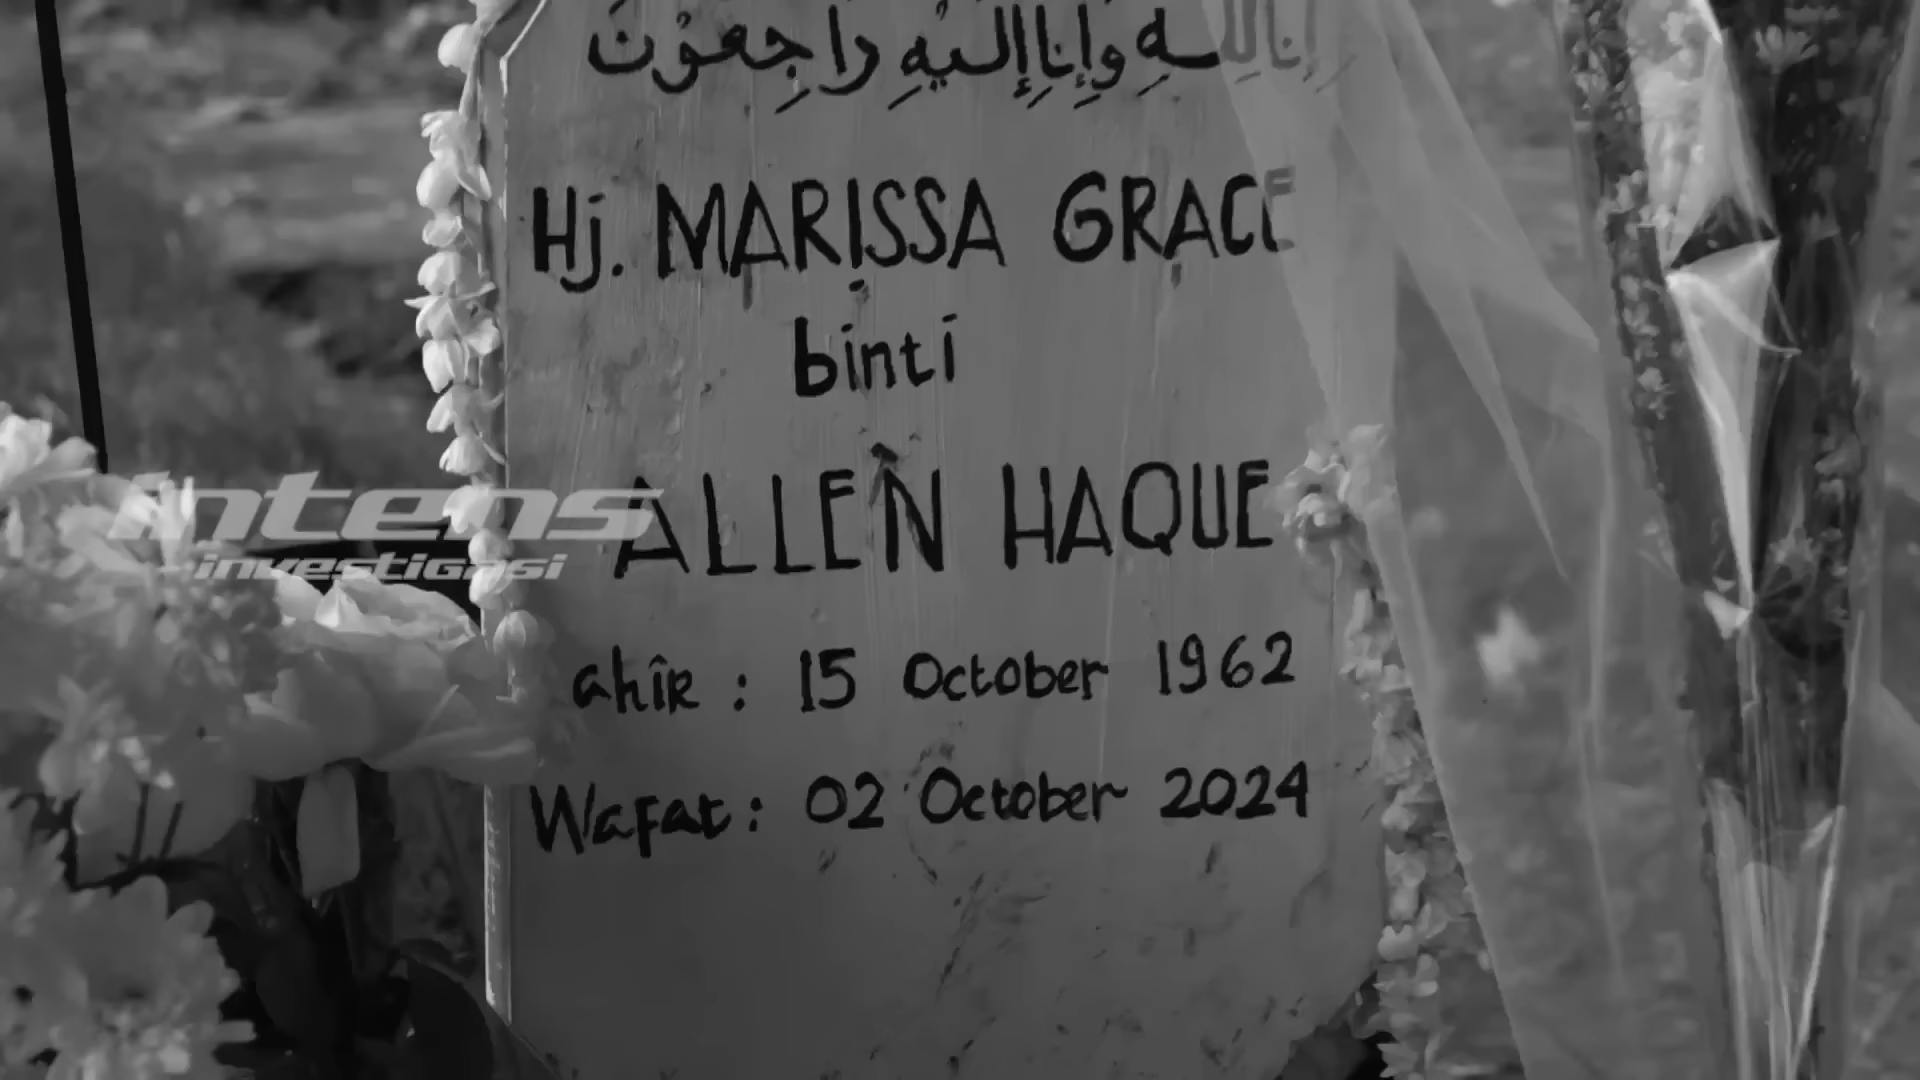 إِنَّا لِلَّهِ وَإِنَّا إِلَيْهِ رَاجِعُوْنَ
Hj. MARISSA GRACE
binti
ALLEN HAQUE
ahir : 15 October 1962
Wafat : 02 October 2024
intens
investigasi